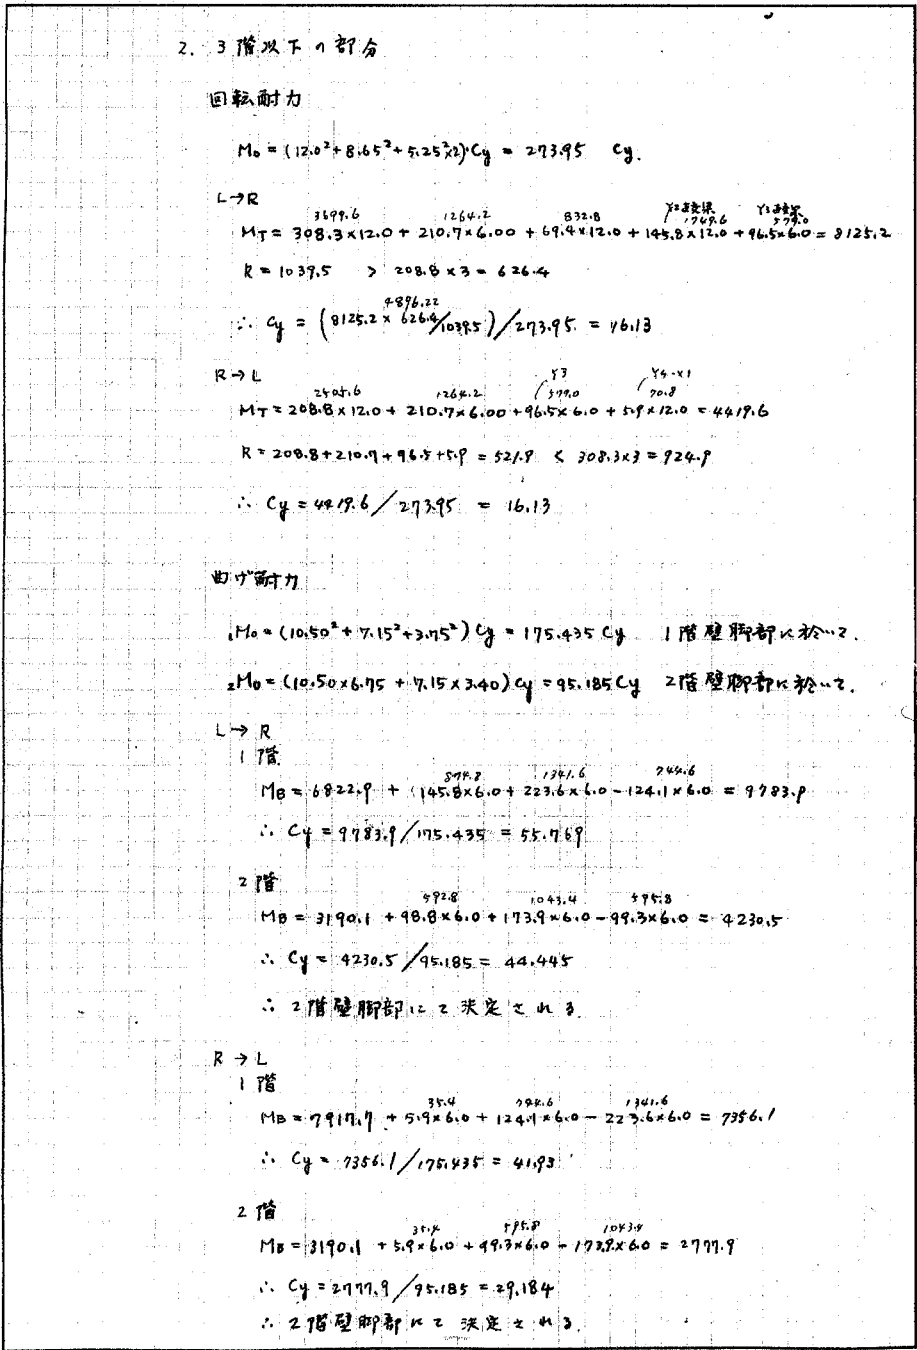 2. 3階以下の部分
回転耐力
Mo = (12.0²+8.65²+5.25²×2)・Cy = 273.95 Cy.
L→R
3699.6 1264.2 832.8 1749.6 579.0
MT = 308.3×12.0 + 210.7×6.00 + 69.4×12.0 + 145.8×12.0 + 96.5×6.0 = 8125.2
R = 1039.5 > 208.8×3 = 626.4
4896.22
∴ Cy = (8125.2 × 626.4/1039.5)/273.95 = 16.13
R→L
Y3 Y4-X1
2505.6 1264.2 579.0 70.8
MT = 208.8×12.0 + 210.7×6.00 + 96.5×6.0 + 5.9×12.0 = 4419.6
R = 208.8+210.7+96.5+5.9 = 521.9 < 308.3×3 = 924.9
∴ Cy = 4419.6/273.95 = 16.13
曲げ耐力
₁Mo = (10.50²+7.15²+3.75²) Cy = 175.435 Cy 1階壁脚部に於いて.
₂Mo = (10.50×6.75 + 7.15×3.40) Cy = 95.185 Cy 2階壁脚部に於いて.
L→R
1階
874.8 1341.6 744.6
MB = 6822.9 + (145.8×6.0 + 223.6×6.0 - 124.1×6.0 = 9783.9
∴ Cy = 9783.9/175.435 = 55.769
2階
592.8 1043.4 595.8
MB = 3190.1 + 98.8×6.0 + 173.9×6.0 - 99.3×6.0 = 4230.5
∴ Cy = 4230.5/95.185 = 44.445
∴ 2階壁脚部にて決定される.
R→L
1階
35.4 744.6 1341.6
MB = 7917.7 + 5.9×6.0 + 124.1×6.0 - 223.6×6.0 = 7356.1
∴ Cy = 7356.1/175.435 = 41.93
2階
35.4 595.8 1043.4
MB = 3190.1 + 5.9×6.0 + 99.3×6.0 - 173.9×6.0 = 2777.9
∴ Cy = 2777.9/95.185 = 29.184
∴ 2階壁脚部にて決定される.